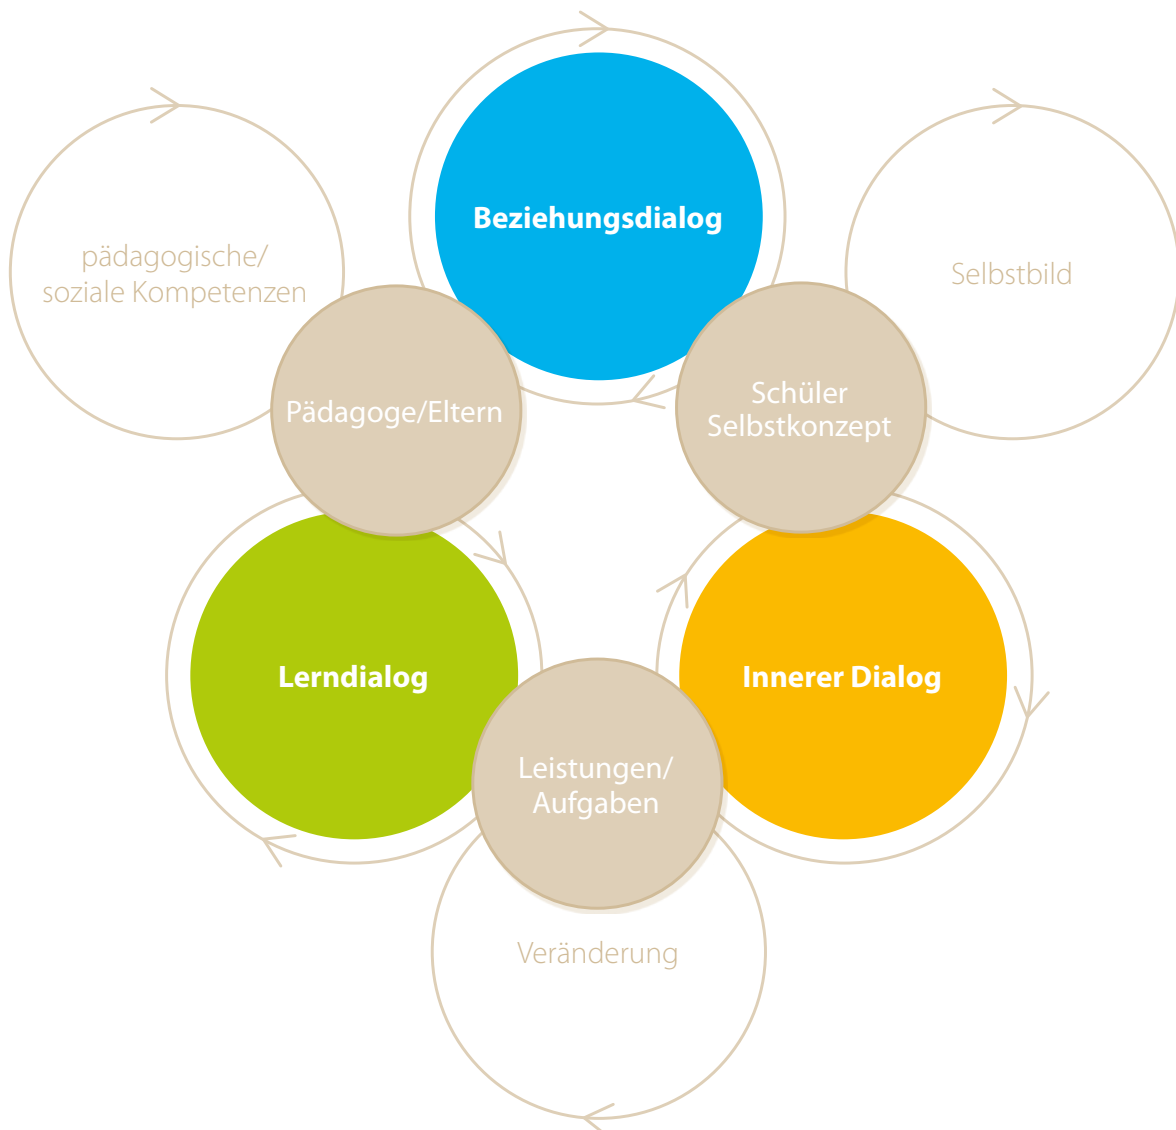 Beziehungsdialog
pädagogische/
soziale Kompetenzen
Selbstbild
Pädagoge/Eltern
Schüler
Selbstkonzept
Lerndialog
Innerer Dialog
Leistungen/
Aufgaben
Veränderung